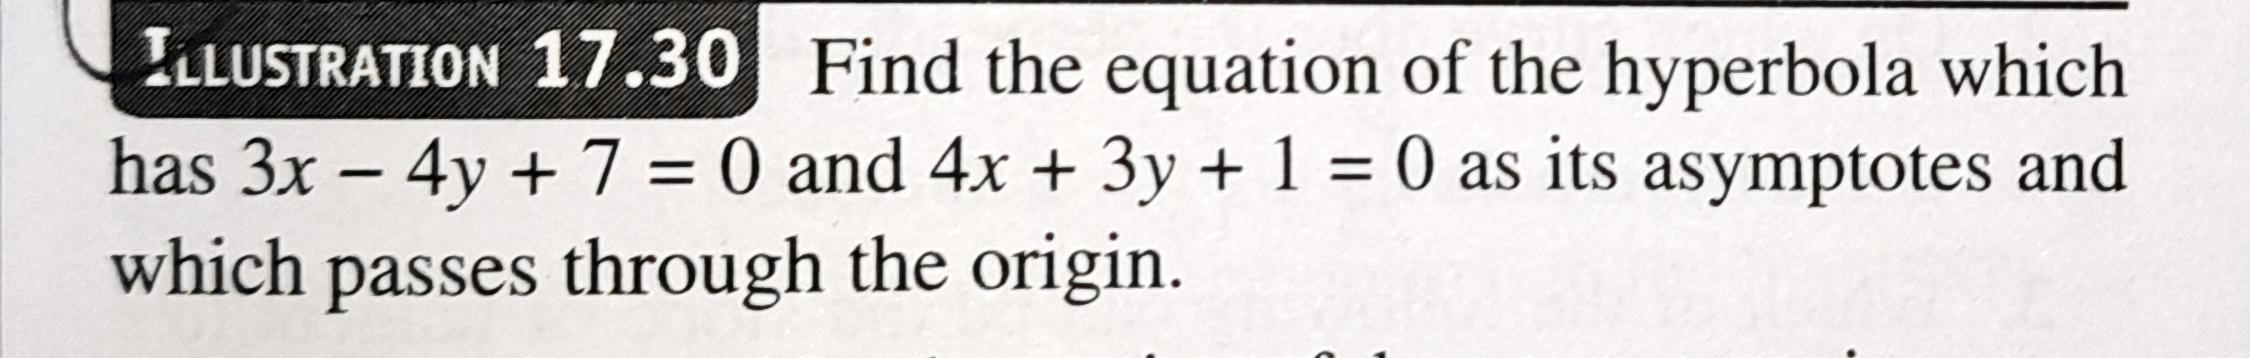 ILLUSTRATION 17.30 Find the equation of the hyperbola which
has 3x – 4y + 7 = 0 and 4x + 3y + 1 = 0 as its asymptotes and
which passes through the origin.